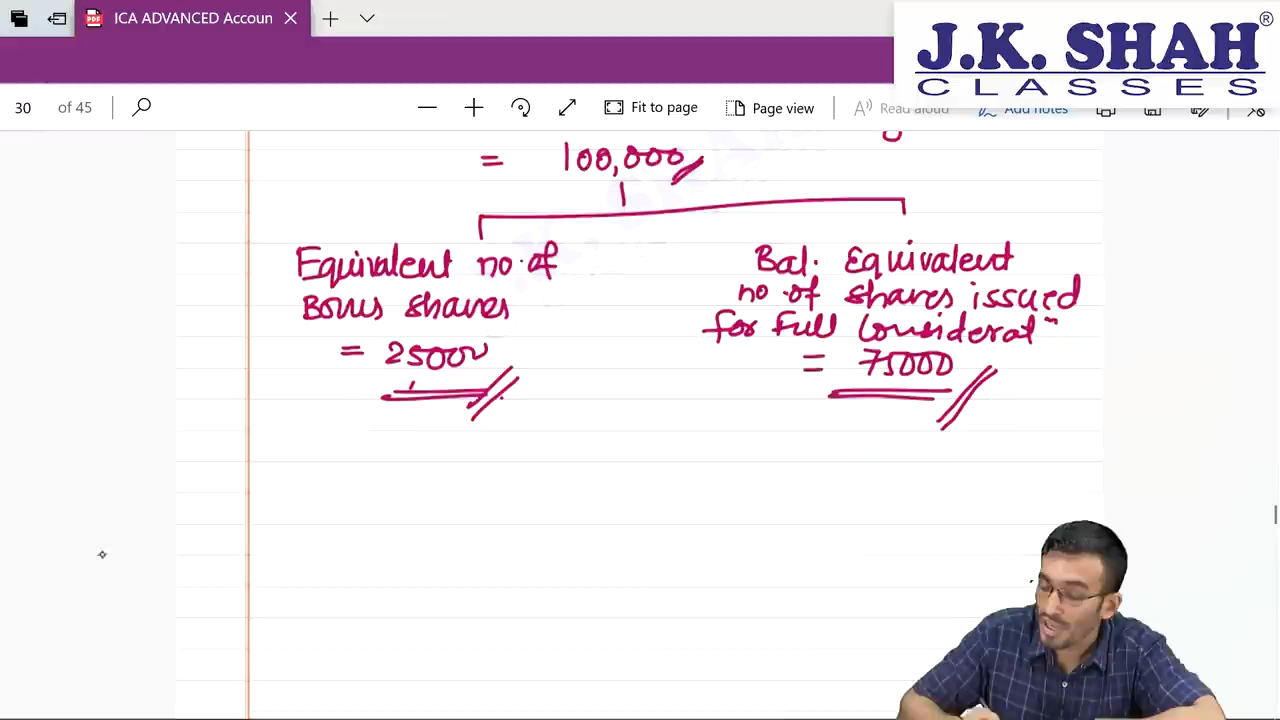 ICA ADVANCED Accoun
J.K. SHAH®
CLASSES
30 of 45
Fit to page
Page view
Read aloud
Add notes
= 100,000
Equivalent no. of
Bonus shares
= 25000
Bal. Equivalent
no. of shares issued
for Full Consideratⁿ
= 75000